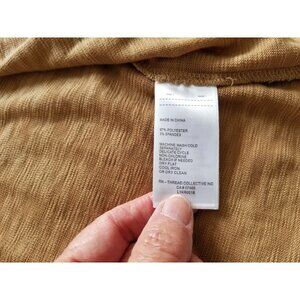 MADE IN CHINA
97% POLYESTER
3% SPANDEX
MACHINE WASH COLD
SEPARATELY
DELICATE CYCLE
NON-CHLORINE
BLEACH IF NEEDED
DRY FLAT
COOL IRON
OR DRY CLEAN
THREAD COLLECTIVE INC